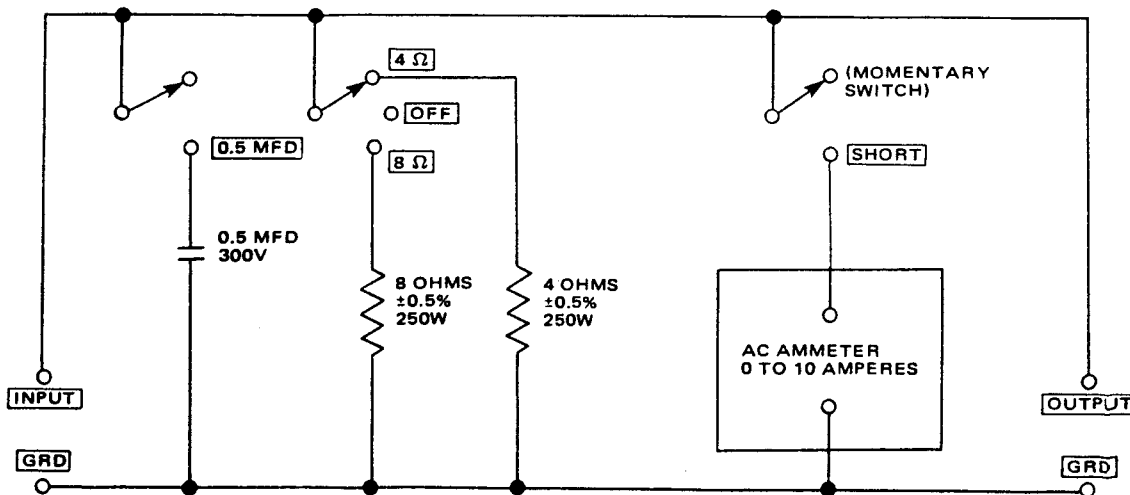 4 Ω
(MOMENTARY
SWITCH)
OFF
0.5 MFD
8 Ω
SHORT
0.5 MFD
300V
8 OHMS
±0.5%
250W
4 OHMS
±0.5%
250W
AC AMMETER
0 TO 10 AMPERES
INPUT
OUTPUT
GRD
GRD